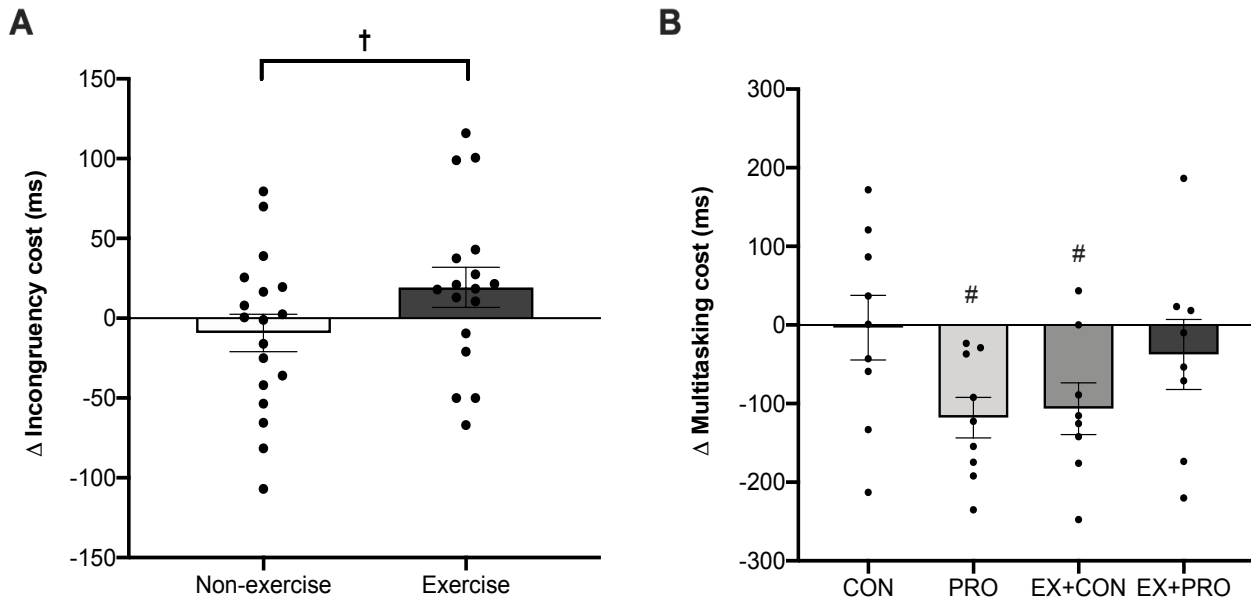 A
†
Δ Incongruency cost (ms)
150
100
50
0
-50
-100
-150
Non-exercise
Exercise
B
Δ Multitasking cost (ms)
300
200
100
0
-100
-200
-300
#
#
CON
PRO
EX+CON
EX+PRO